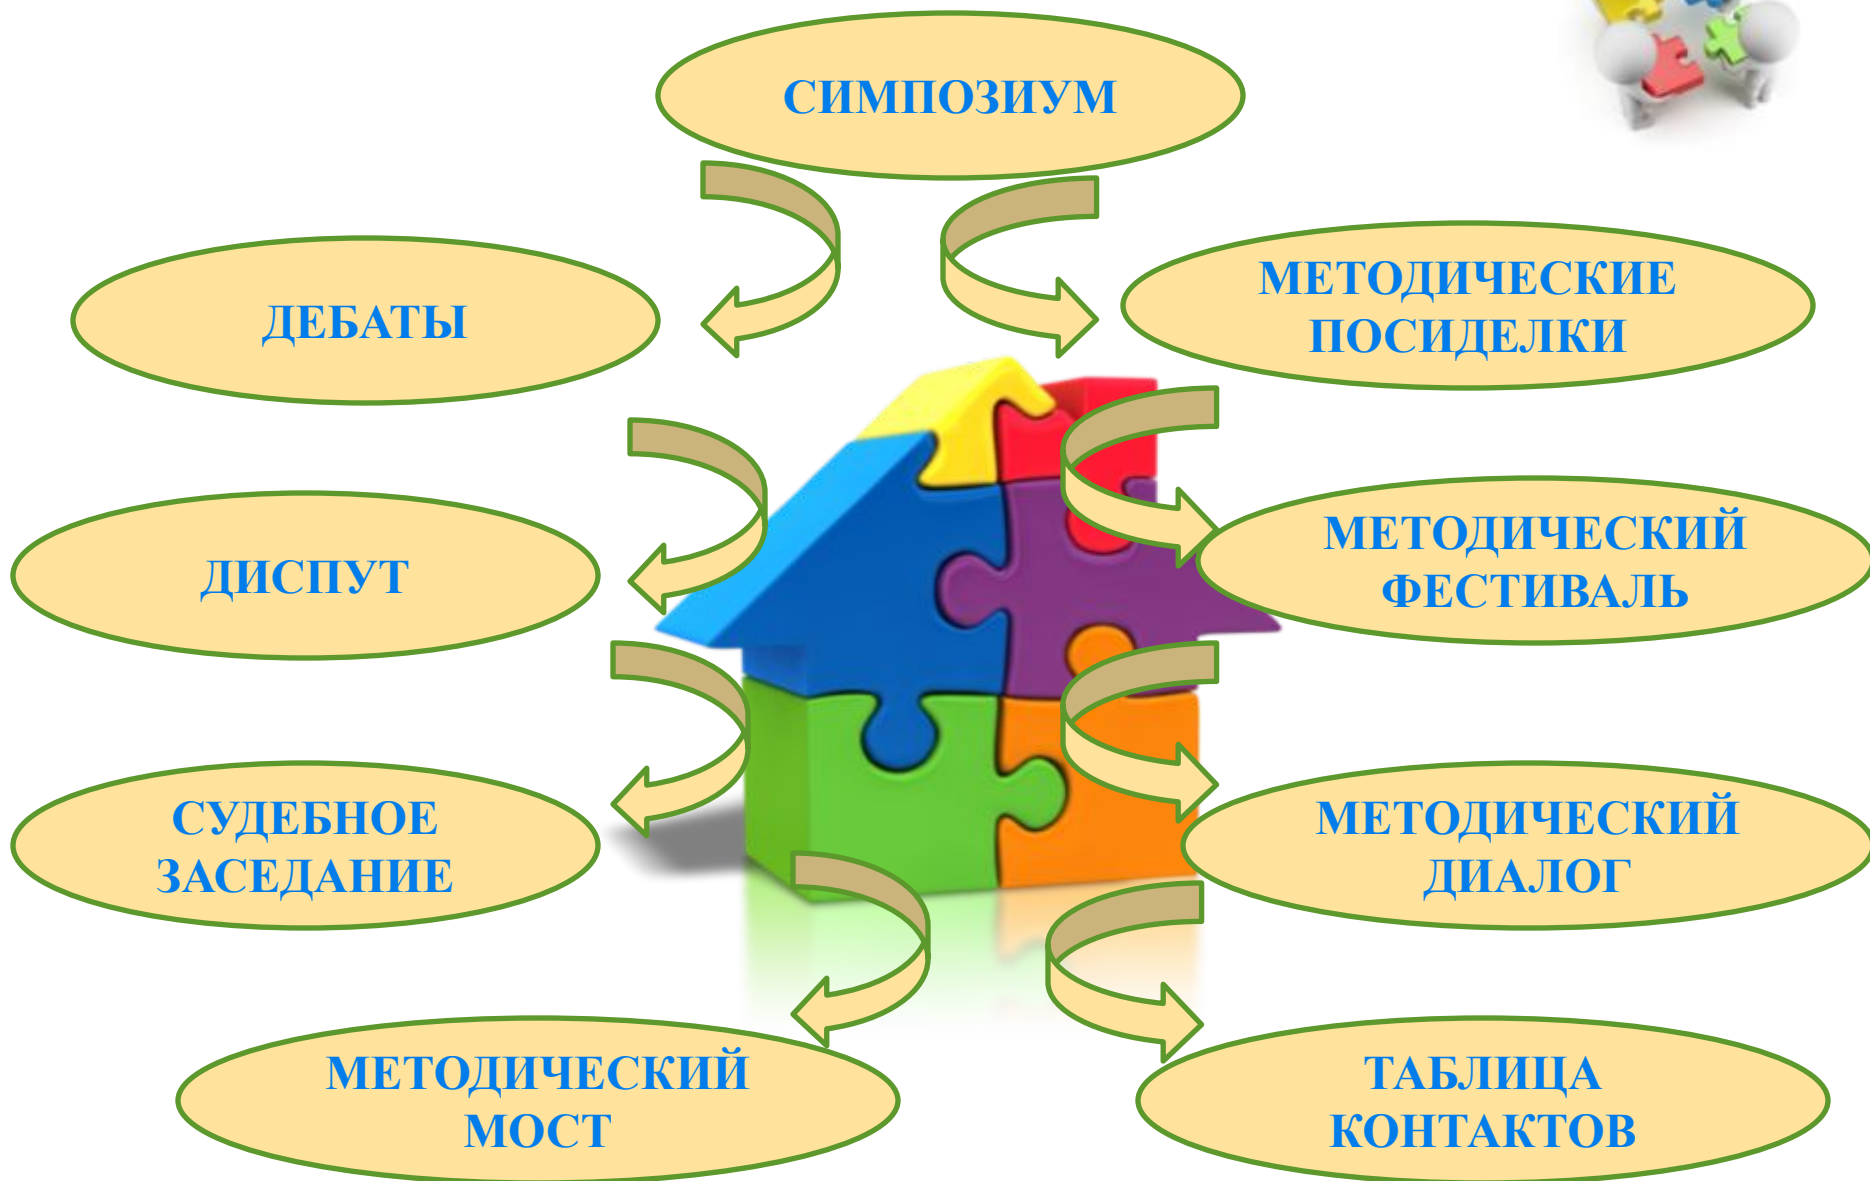 СИМПОЗИУМ
ДЕБАТЫ
МЕТОДИЧЕСКИЕ
ПОСИДЕЛКИ
ДИСПУТ
МЕТОДИЧЕСКИЙ
ФЕСТИВАЛЬ
СУДЕБНОЕ
ЗАСЕДАНИЕ
МЕТОДИЧЕСКИЙ
ДИАЛОГ
МЕТОДИЧЕСКИЙ
МОСТ
ТАБЛИЦА
КОНТАКТОВ